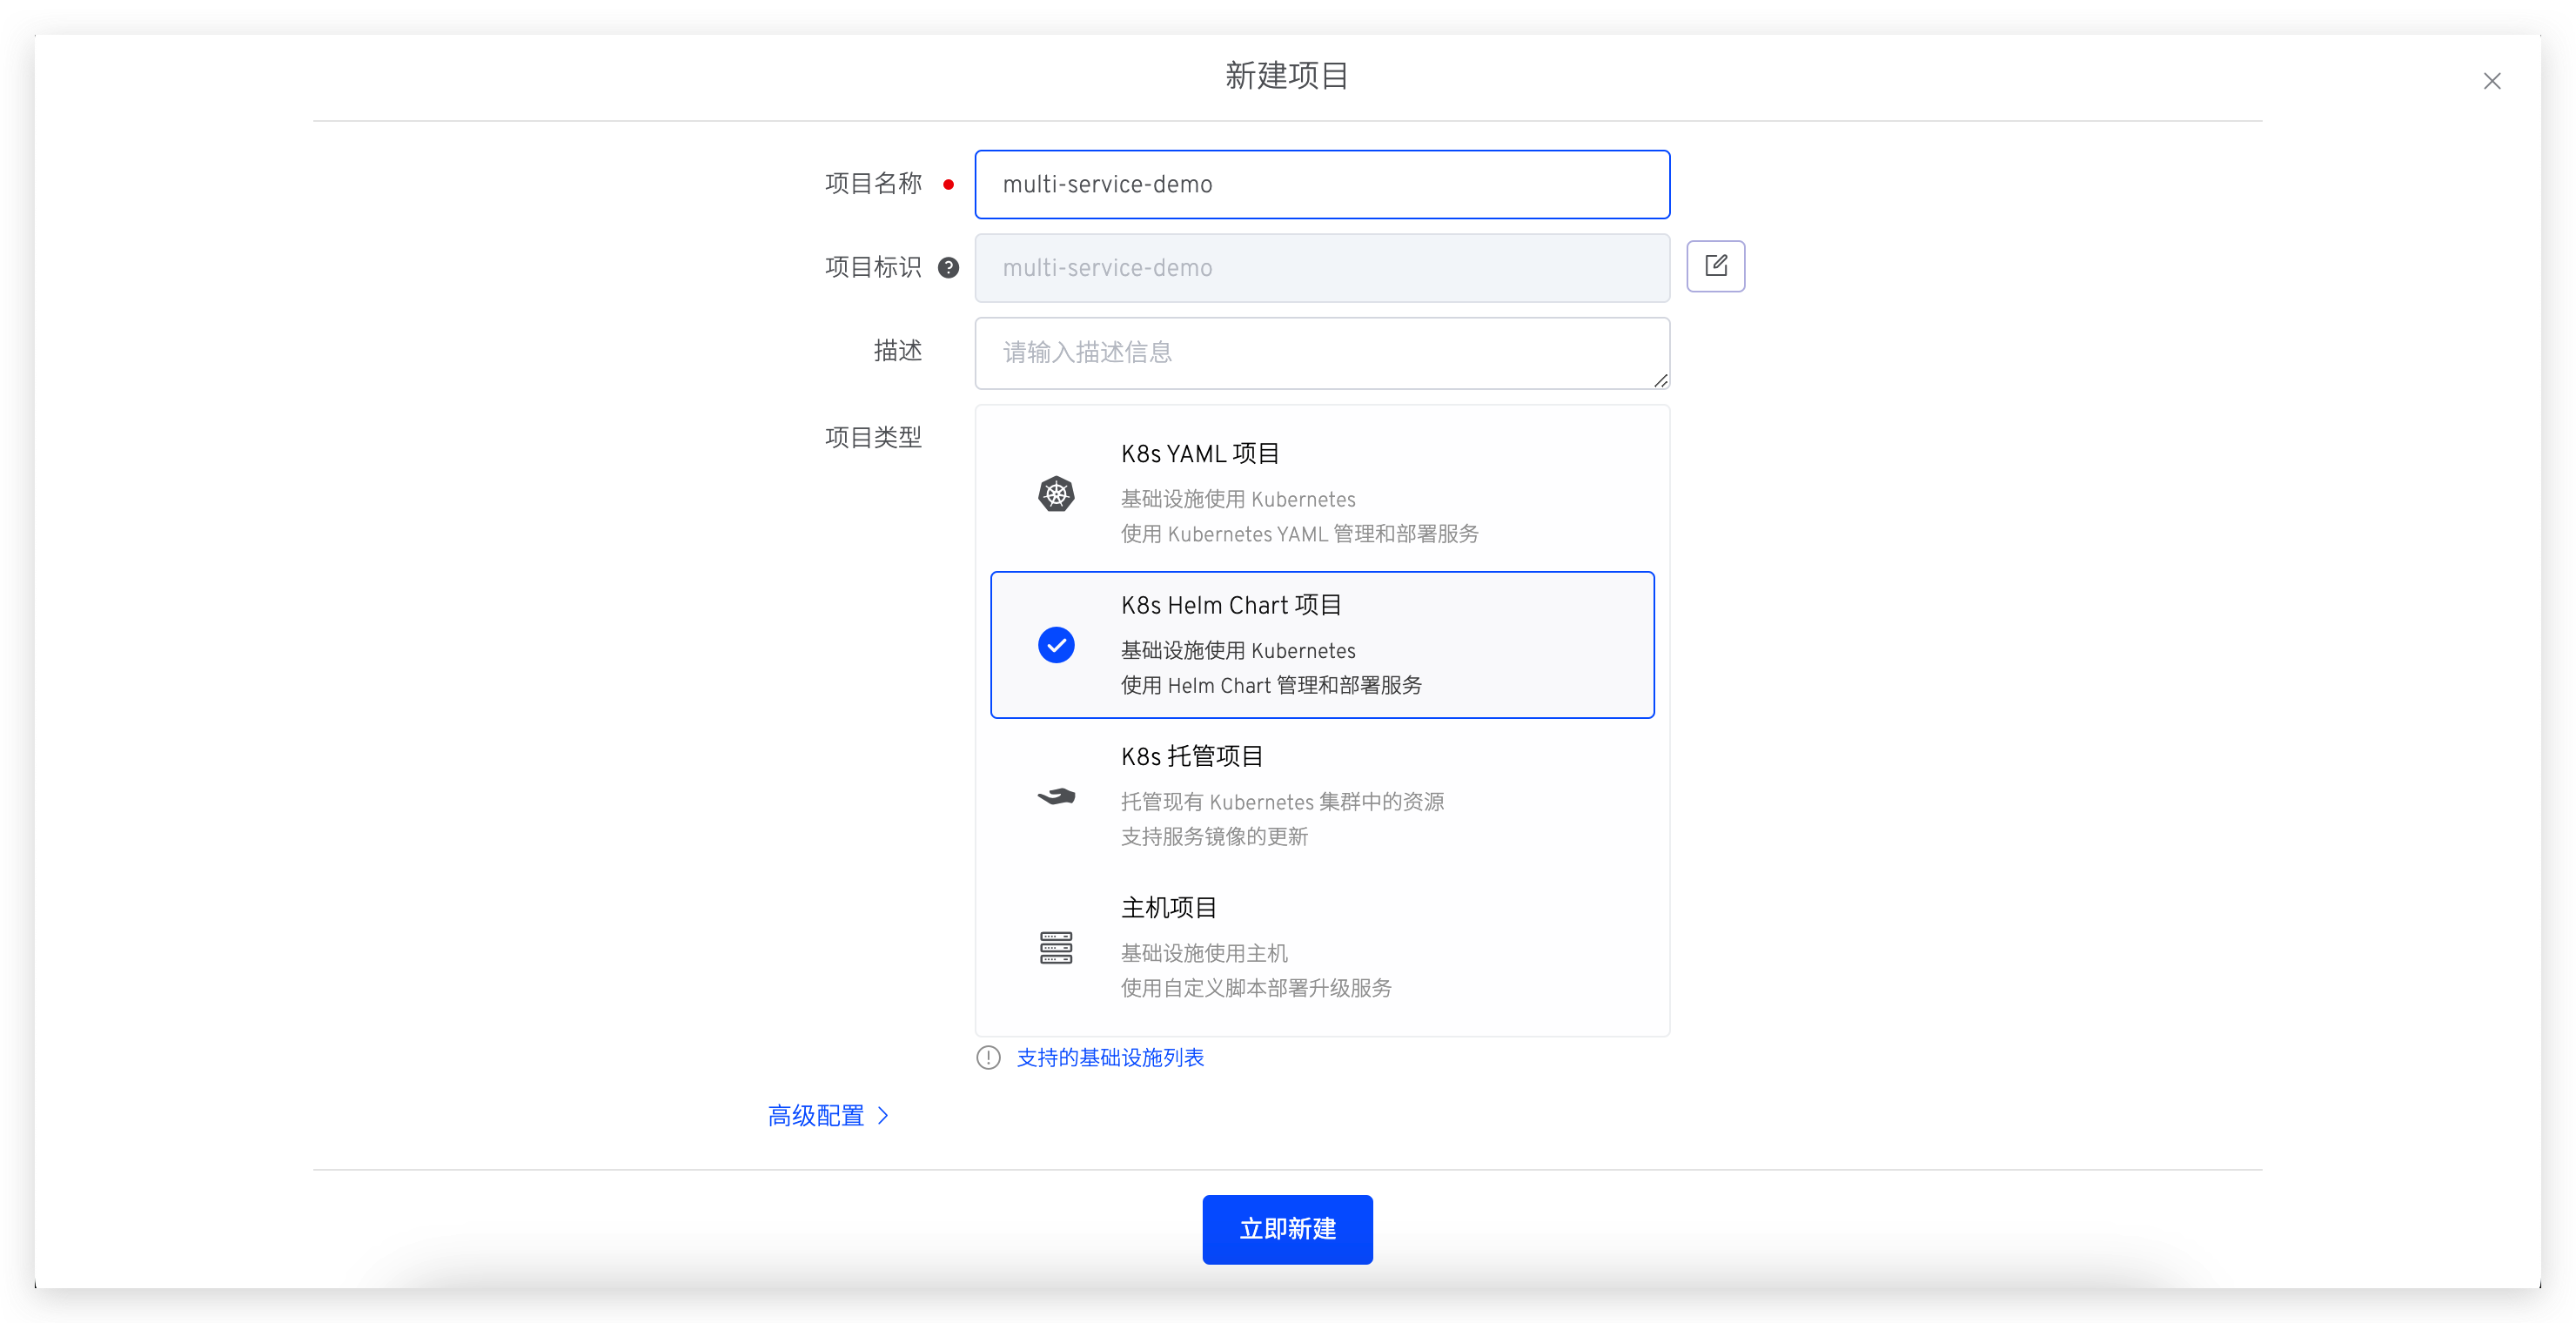 新建项目
项目名称
multi-service-demo
项目标识
multi-service-demo
描述
请输入描述信息
项目类型
K8s YAML 项目
基础设施使用 Kubernetes
使用 Kubernetes YAML 管理和部署服务
K8s Helm Chart 项目
基础设施使用 Kubernetes
使用 Helm Chart 管理和部署服务
K8s 托管项目
托管现有 Kubernetes 集群中的资源
支持服务镜像的更新
主机项目
基础设施使用主机
使用自定义脚本部署升级服务
支持的基础设施列表
高级配置
立即新建